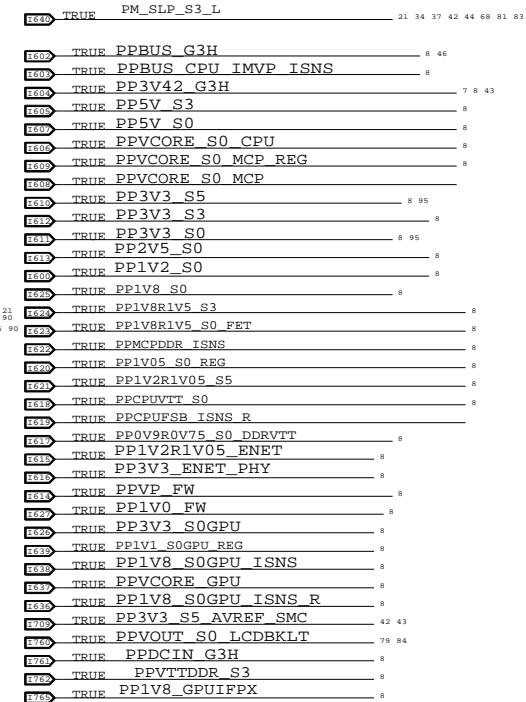 I640 TRUE PM_SLP_S3_L 21 34 37 42 44 68 81 83
I602 TRUE PPBUS_G3H 8 46
I603 TRUE PPBUS_CPU_IMVP_ISNS 8
I604 TRUE PP3V42_G3H 7 8 43
I605 TRUE PP5V_S3 8
I607 TRUE PP5V_S0 8
I606 TRUE PPVCORE_S0_CPU 8
I609 TRUE PPVCORE_S0_MCP_REG 8
I608 TRUE PPVCORE_S0_MCP
I610 TRUE PP3V3_S5 8 95
I612 TRUE PP3V3_S3 8
I611 TRUE PP3V3_S0 8 95
I613 TRUE PP2V5_S0 8
I600 TRUE PP1V2_S0 8
I625 TRUE PP1V8_S0 8
21
I624 TRUE PP1V8R1V5_S3 8
90
90 I623 TRUE PP1V8R1V5_S0_FET 8
I622 TRUE PPMCPDDR_ISNS 8
I620 TRUE PP1V05_S0_REG 8
I621 TRUE PP1V2R1V05_S5 8
I618 TRUE PPCPUVTT_S0 8
I619 TRUE PPCPUFSB_ISNS_R
I617 TRUE PP0V9R0V75_S0_DDRVTT 8
I615 TRUE PP1V2R1V05_ENET 8
I616 TRUE PP3V3_ENET_PHY 8
I614 TRUE PPVP_FW 8
I627 TRUE PP1V0_FW 8
I626 TRUE PP3V3_S0GPU 8
I639 TRUE PP1V1_S0GPU_REG 8
I638 TRUE PP1V8_S0GPU_ISNS 8
I637 TRUE PPVCORE_GPU 8
I636 TRUE PP1V8_S0GPU_ISNS_R 8
I709 TRUE PP3V3_S5_AVREF_SMC 42 43
I760 TRUE PPVOUT_S0_LCDBKLT 79 84
I761 TRUE PPDCIN_G3H 8
I762 TRUE PPVTTDDR_S3 8
I765 TRUE PP1V8_GPUIFPX 8